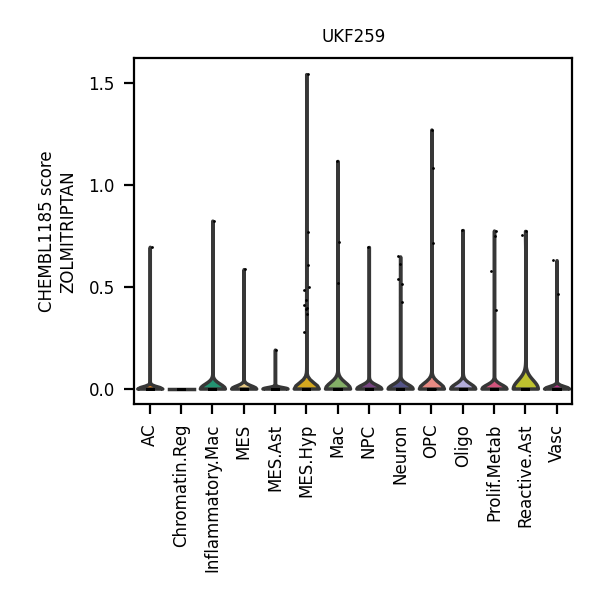 UKF259
CHEMBL1185 score
ZOLMITRIPTAN
1.5
1.0
0.5
0.0
AC
Chromatin.Reg
Inflammatory.Mac
MES
MES.Ast
MES.Hyp
Mac
NPC
Neuron
OPC
Oligo
Prolif.Metab
Reactive.Ast
Vasc